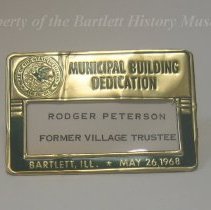 perty of the Bartlett History Mus
MUNICIPAL BUILDING
DEDICATION
RODGER PETERSON
FORMER VILLAGE TRUSTEE
BARTLETT, ILL. ★ MAY 26, 1968